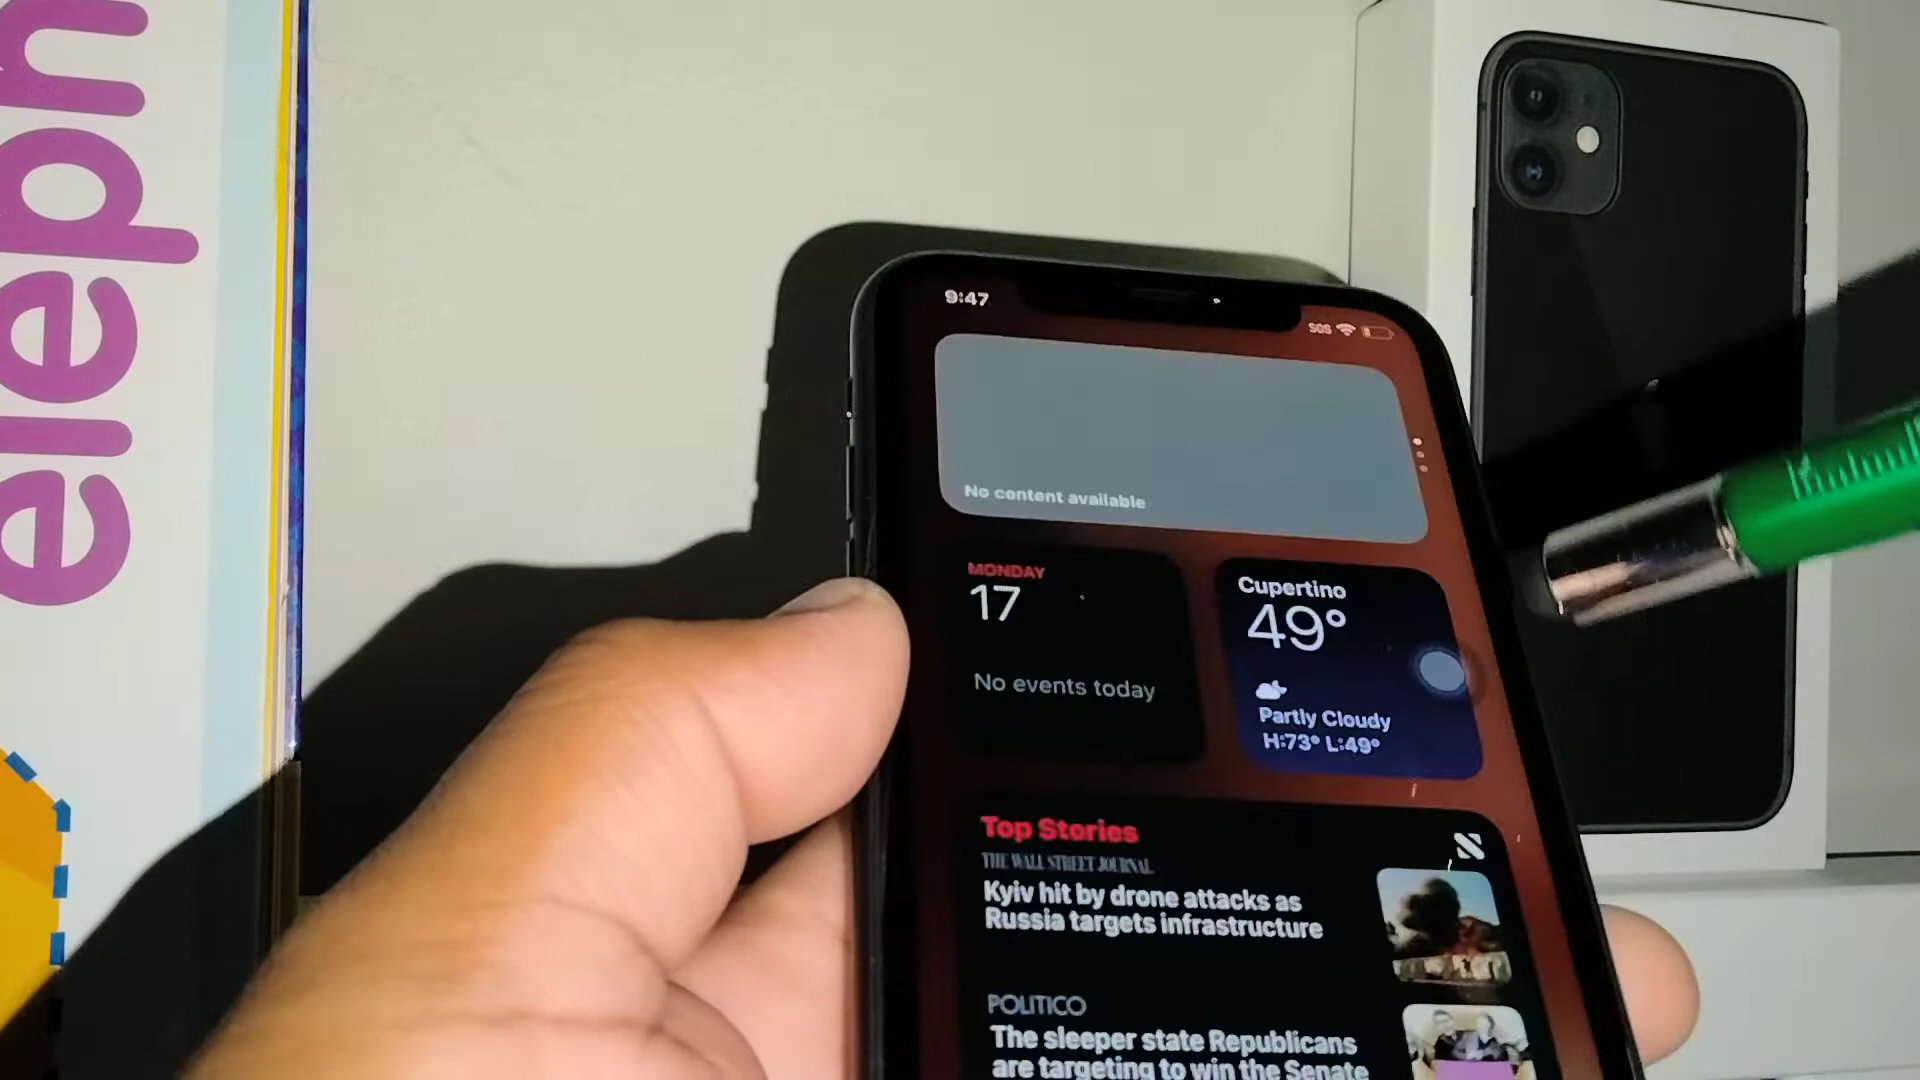 eleph
9:47
SOS
No content available
MONDAY
17
No events today
Cupertino
49°
Partly Cloudy
H:73° L:49°
Top Stories
THE WALL STREET JOURNAL.
Kyiv hit by drone attacks as
Russia targets infrastructure
POLITICO
The sleeper state Republicans
are targeting to win the Senate